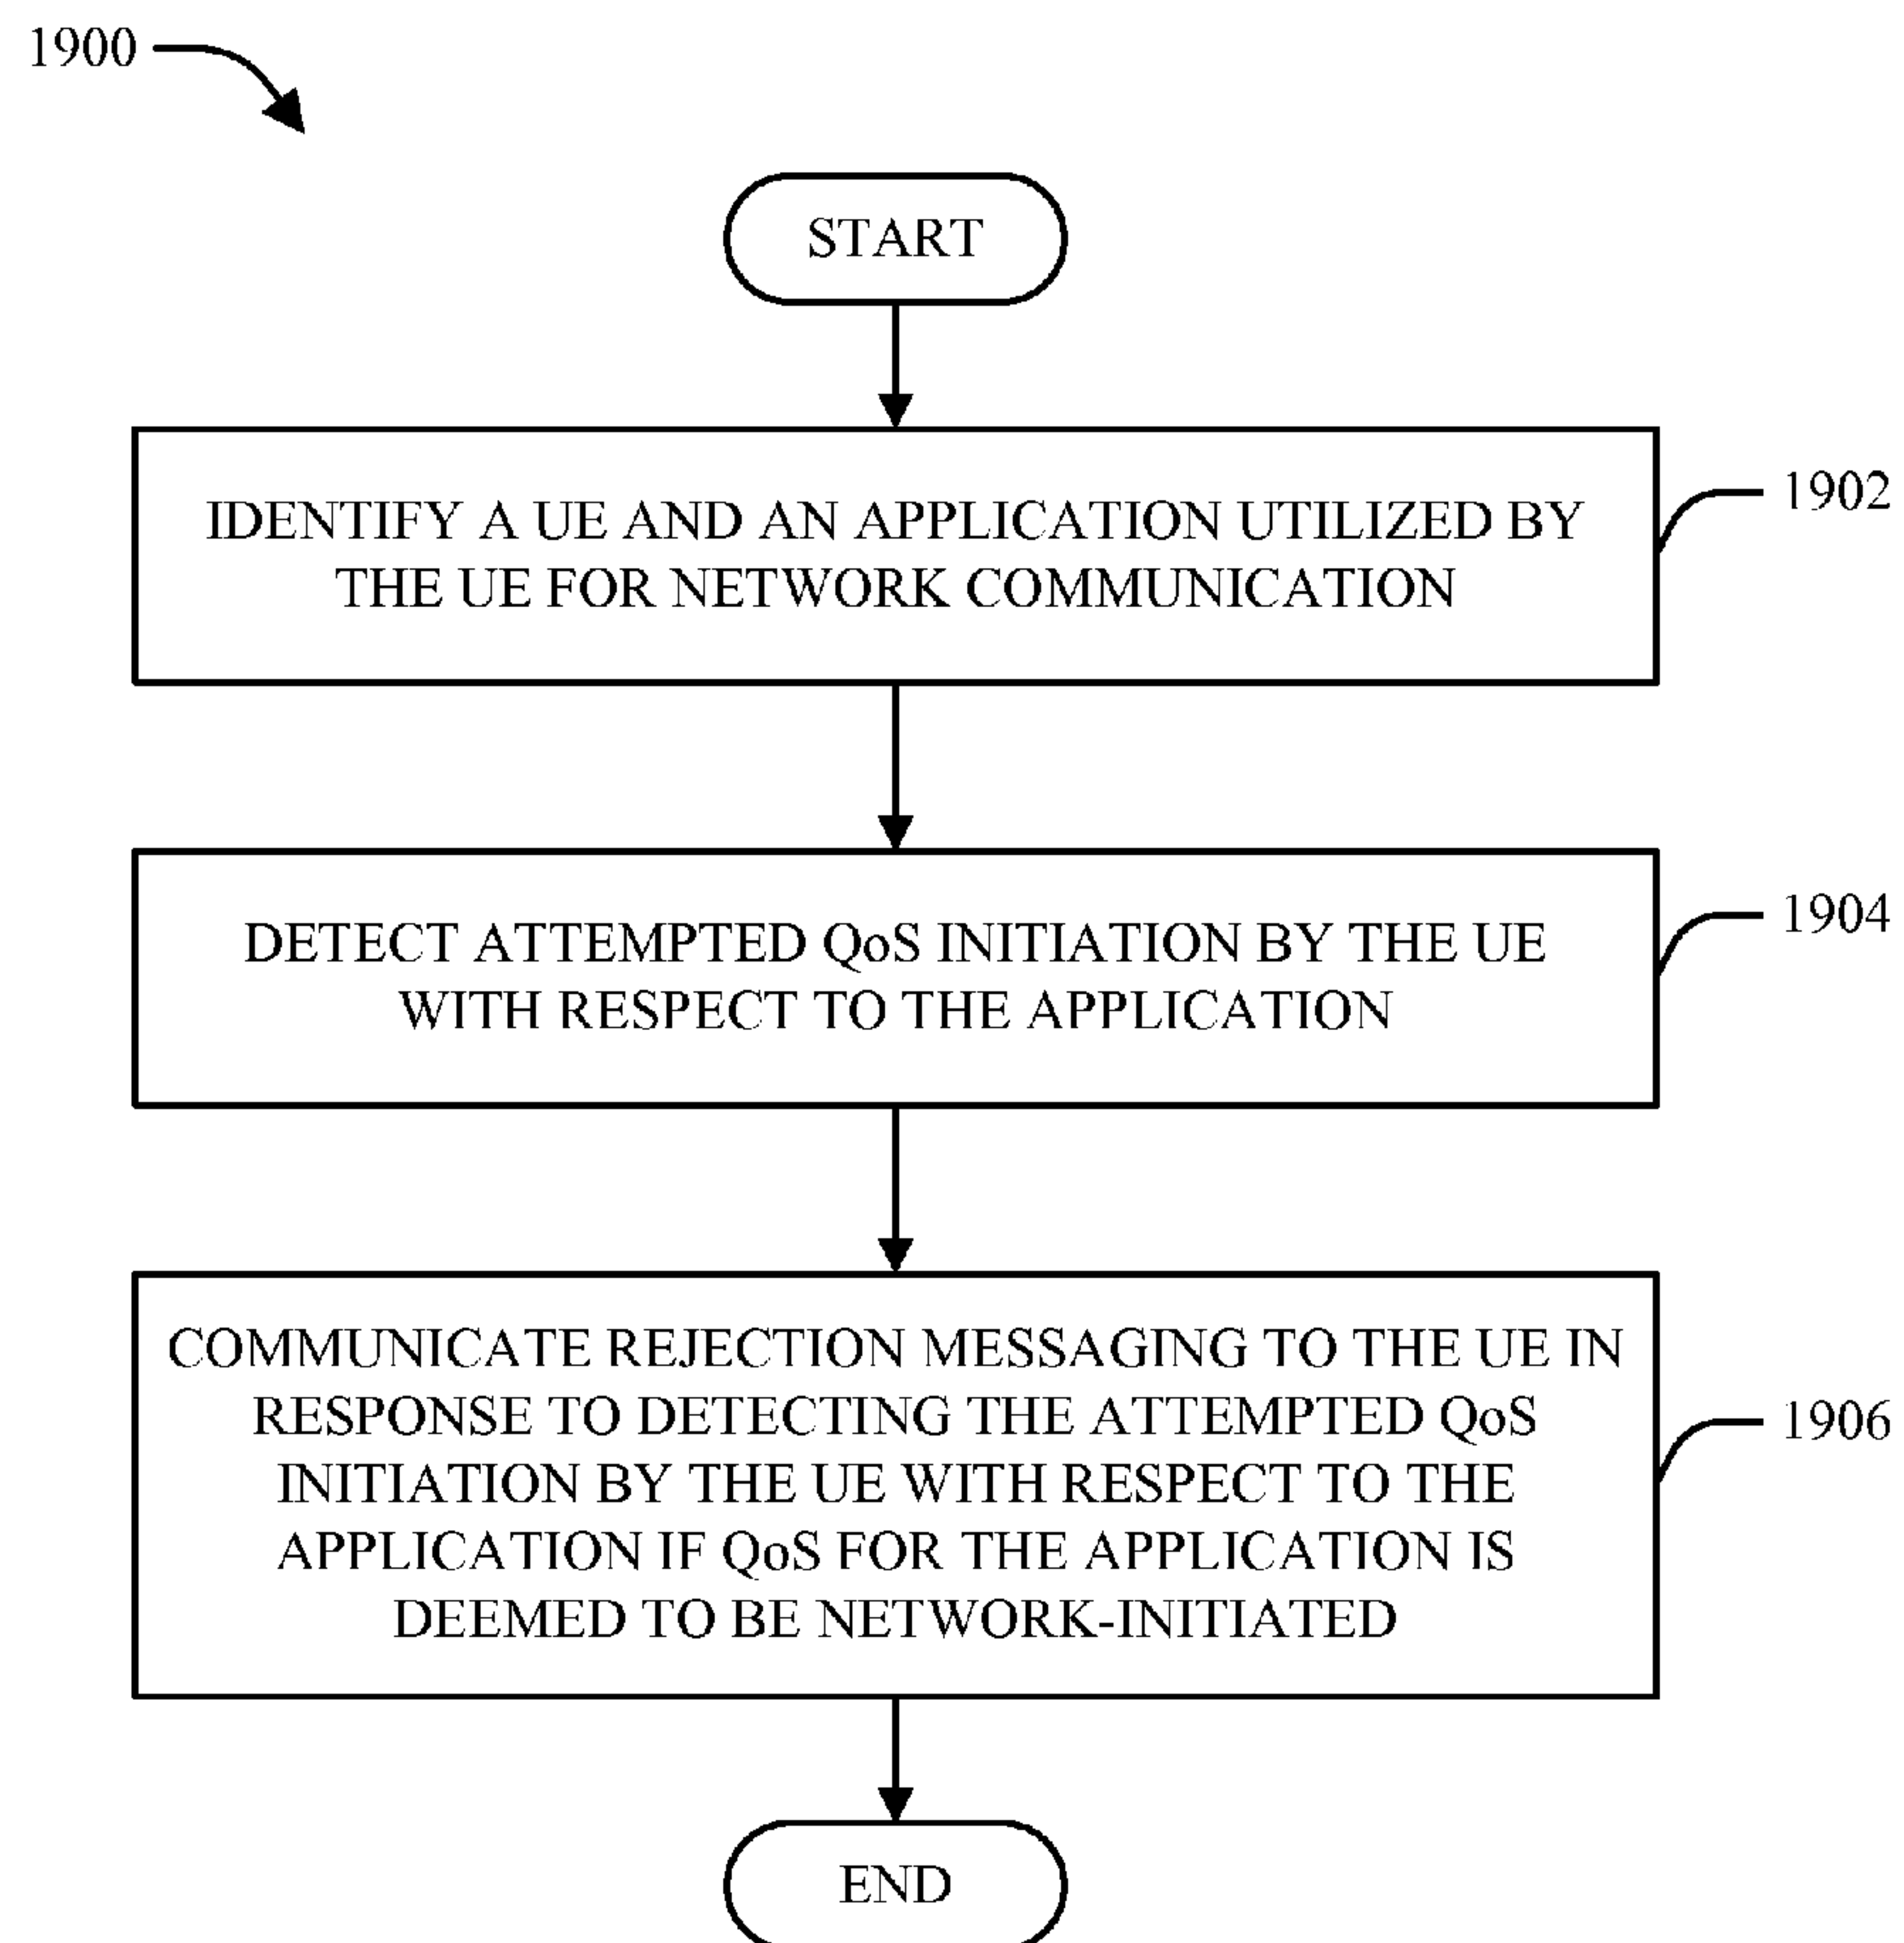 1900
START
IDENTIFY A UE AND AN APPLICATION UTILIZED BY
THE UE FOR NETWORK COMMUNICATION
1902
DETECT ATTEMPTED QoS INITIATION BY THE UE
WITH RESPECT TO THE APPLICATION
1904
COMMUNICATE REJECTION MESSAGING TO THE UE IN
RESPONSE TO DETECTING THE ATTEMPTED QoS
INITIATION BY THE UE WITH RESPECT TO THE
APPLICATION IF QoS FOR THE APPLICATION IS
DEEMED TO BE NETWORK-INITIATED
1906
END